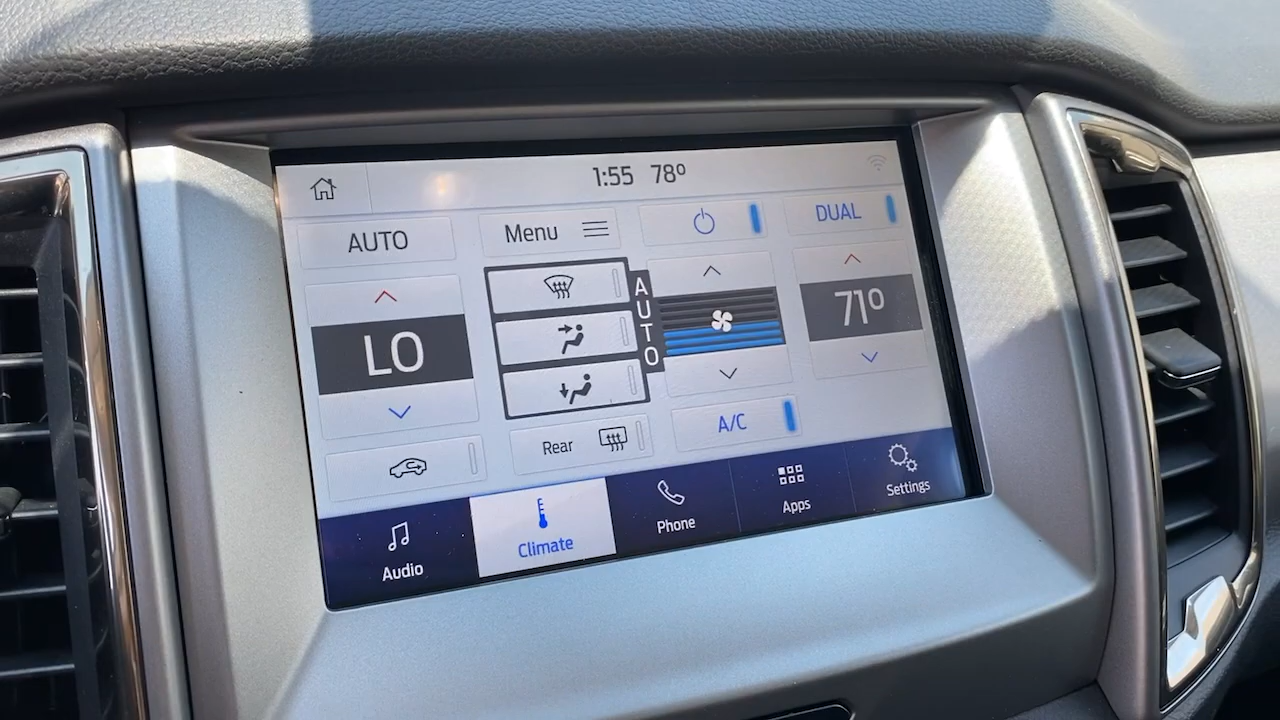 1:55 78º
AUTO
Menu
DUAL
AUTO
LO
71º
A/C
Rear
Audio
Climate
Phone
Apps
Settings